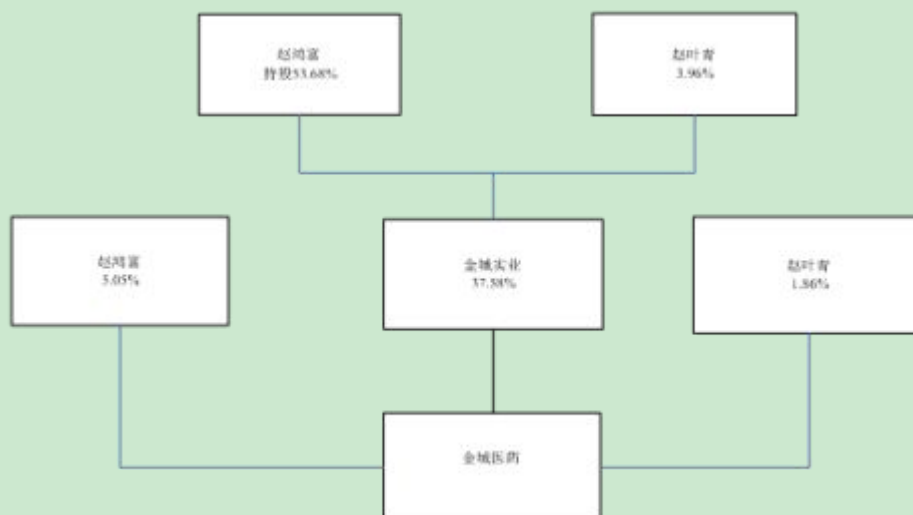 赵鸿富
持股53.68%
赵叶青
3.96%
赵鸿富
5.05%
金城实业
37.58%
赵叶青
1.86%
金城医药